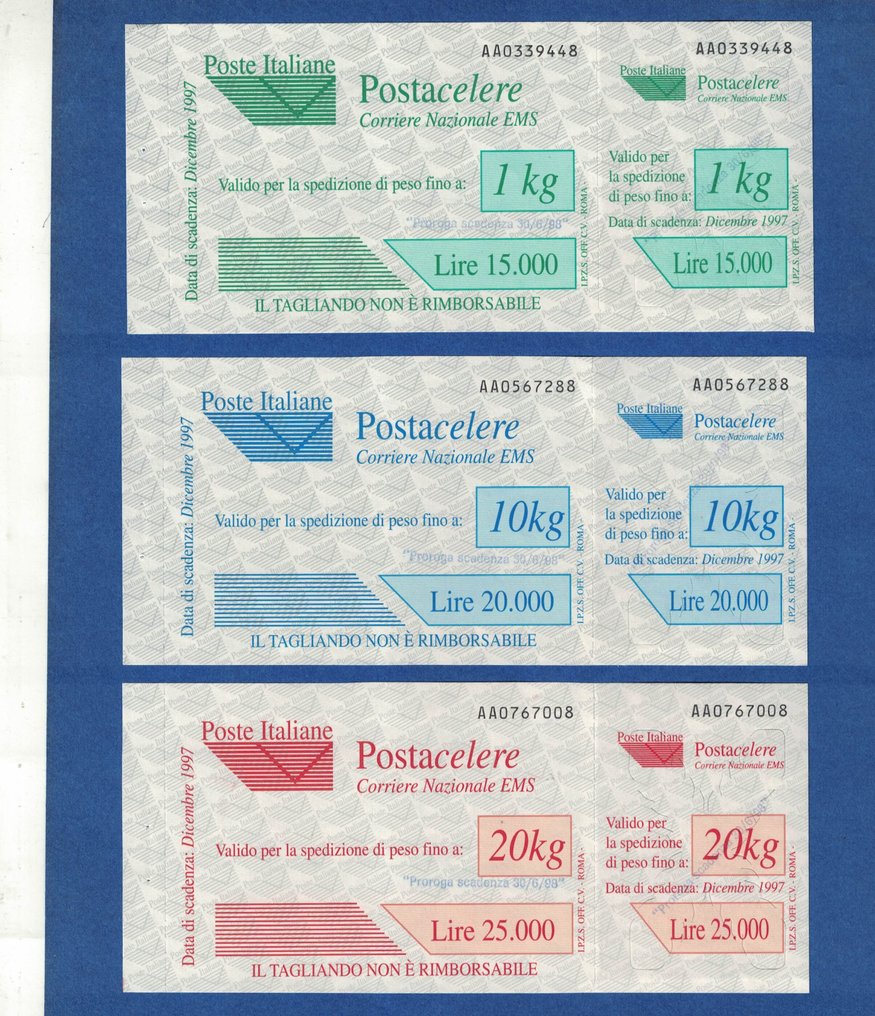 AA0339448
Poste Italiane
Postacelere
Corriere Nazionale EMS
Data di scadenza: Dicembre 1997
Valido per la spedizione di peso fino a:
1 kg
"Proroga scadenza 30/6/98"
Lire 15.000
IL TAGLIANDO NON È RIMBORSABILE
I.P.Z.S. OFF. C.V. - ROMA -
AA0339448
Poste Italiane
Postacelere
Corriere Nazionale EMS
Valido per
la spedizione
di peso fino a:
1 kg
Data di scadenza: Dicembre 1997
Lire 15.000
I.P.Z.S. OFF. C.V. - ROMA -
AA0567288
Poste Italiane
Postacelere
Corriere Nazionale EMS
Data di scadenza: Dicembre 1997
Valido per la spedizione di peso fino a:
10kg
"Proroga scadenza 30/6/98"
Lire 20.000
IL TAGLIANDO NON È RIMBORSABILE
I.P.Z.S. OFF. C.V. - ROMA -
AA0567288
Poste Italiane
Postacelere
Corriere Nazionale EMS
Valido per
la spedizione
di peso fino a:
10kg
Data di scadenza: Dicembre 1997
Lire 20.000
I.P.Z.S. OFF. C.V. - ROMA -
AA0767008
Poste Italiane
Postacelere
Corriere Nazionale EMS
Data di scadenza: Dicembre 1997
Valido per la spedizione di peso fino a:
20kg
"Proroga scadenza 30/6/98"
Lire 25.000
IL TAGLIANDO NON È RIMBORSABILE
I.P.Z.S. OFF. C.V. - ROMA -
AA0767008
Poste Italiane
Postacelere
Corriere Nazionale EMS
Valido per
la spedizione
di peso fino a:
20kg
Data di scadenza: Dicembre 1997
Lire 25.000
I.P.Z.S. OFF. C.V. - ROMA -